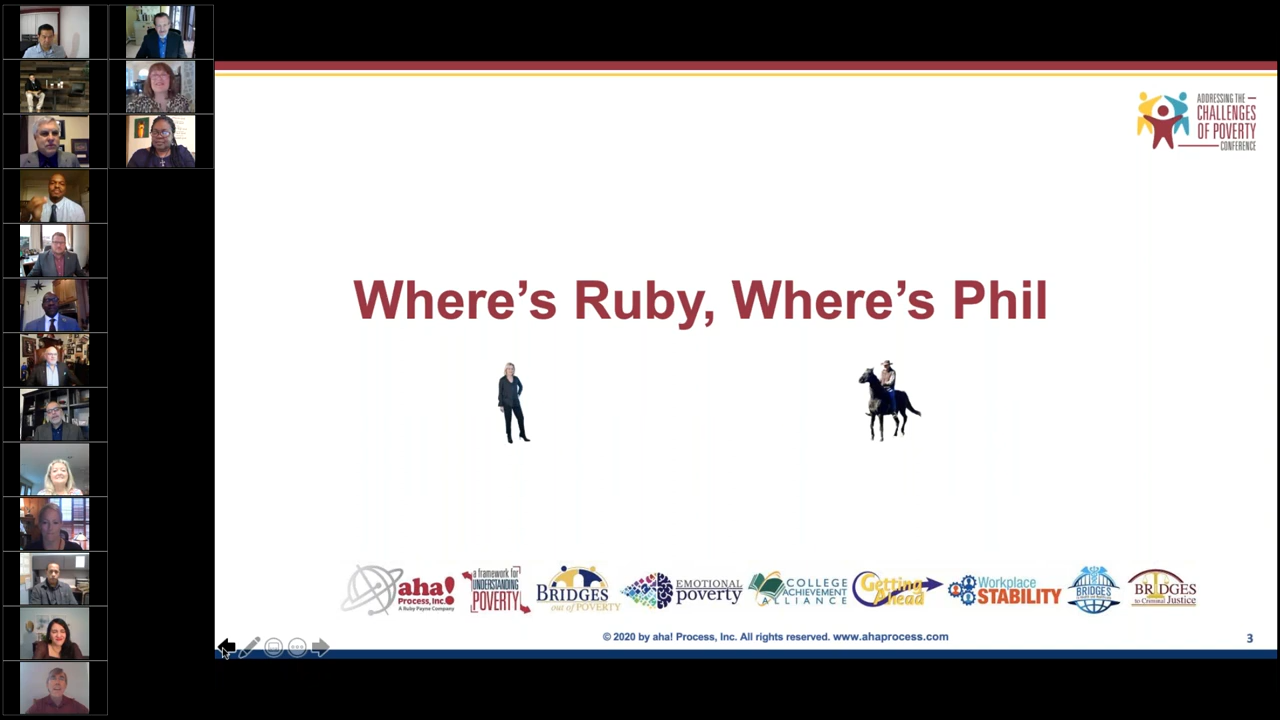 ADDRESSING THE
CHALLENGES
OF POVERTY
CONFERENCE
Where's Ruby, Where's Phil
aha!
Process, Inc.
A Ruby Payne Company
a framework for
UNDERSTANDING
POVERTY
BRIDGES
out of POVERTY
EMOTIONAL
poverty
COLLEGE
ACHIEVEMENT
ALLIANCE
Getting
Ahead
Workplace
STABILITY
BRIDGES
BRIDGES
to Criminal Justice
© 2020 by aha! Process, Inc. All rights reserved. www.ahaprocess.com
3